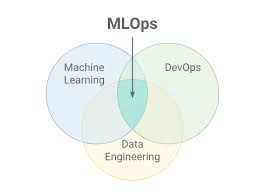 MLOps
Machine
Learning
DevOps
Data
Engineering